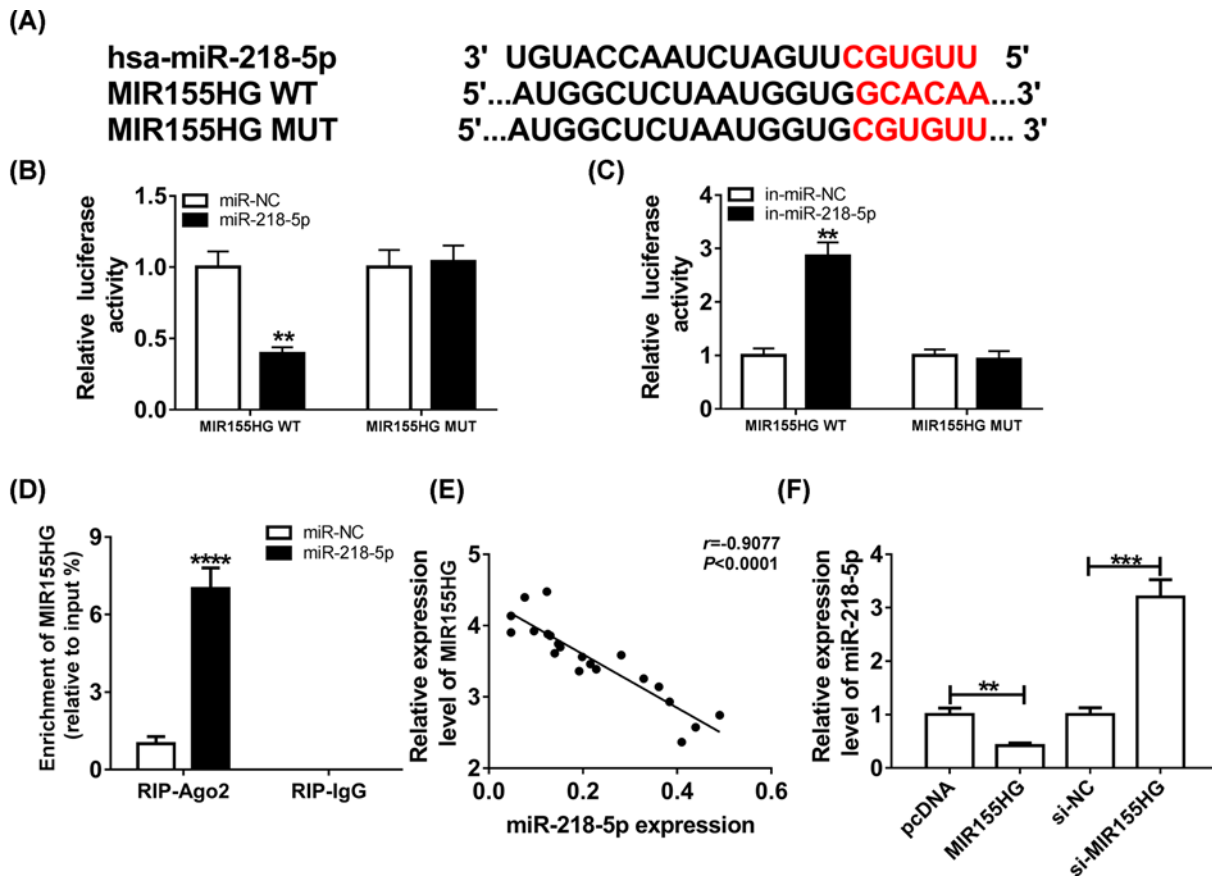 (A)
hsa-miR-218-5p 3' UGUACCAAUCUAGUUCGUGUU 5'
MIR155HG WT 5'...AUGGCUCUAAUGGUGGCACAA...3'
MIR155HG MUT 5'...AUGGCUCUAAUGGUGCGUGUU... 3'
(B)
Relative luciferase
activity
1.5
1.0
0.5
0.0
miR-NC
miR-218-5p
**
MIR155HG WT
MIR155HG MUT
(C)
Relative luciferase
activity
4
3
2
1
0
in-miR-NC
in-miR-218-5p
**
MIR155HG WT
MIR155HG MUT
(D)
Enrichment of MIR155HG
(relative to input %)
9
6
3
0
miR-NC
miR-218-5p
****
RIP-Ago2
RIP-IgG
(E)
Relative expression
level of MIR155HG
5
4
3
2
r=-0.9077
P<0.0001
0.0
0.2
0.4
0.6
miR-218-5p expression
(F)
Relative expression
level of miR-218-5p
4
3
2
1
0
**
***
pcDNA
MIR155HG
si-NC
si-MIR155HG